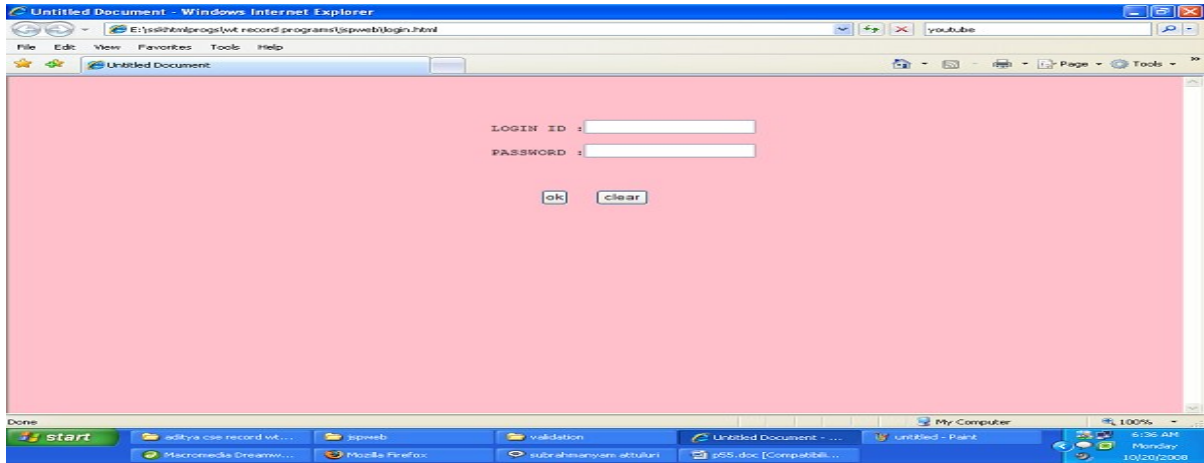 Untitled Document - Windows Internet Explorer
E:\sskhtmlprogs\wt record programs\jspweb\login.html
youtube
File Edit View Favorites Tools Help
Untitled Document
Page Tools
LOGIN ID :
PASSWORD :
ok clear
Done My Computer 100%
start aditya cse record wt... jspweb validation Untitled Document - ... untitled - Paint 6:36 AM
Monday
Macromedia Dreamw... Mozilla Firefox subrahmanyam attuluri p55.doc [Compatibili... 10/20/2008